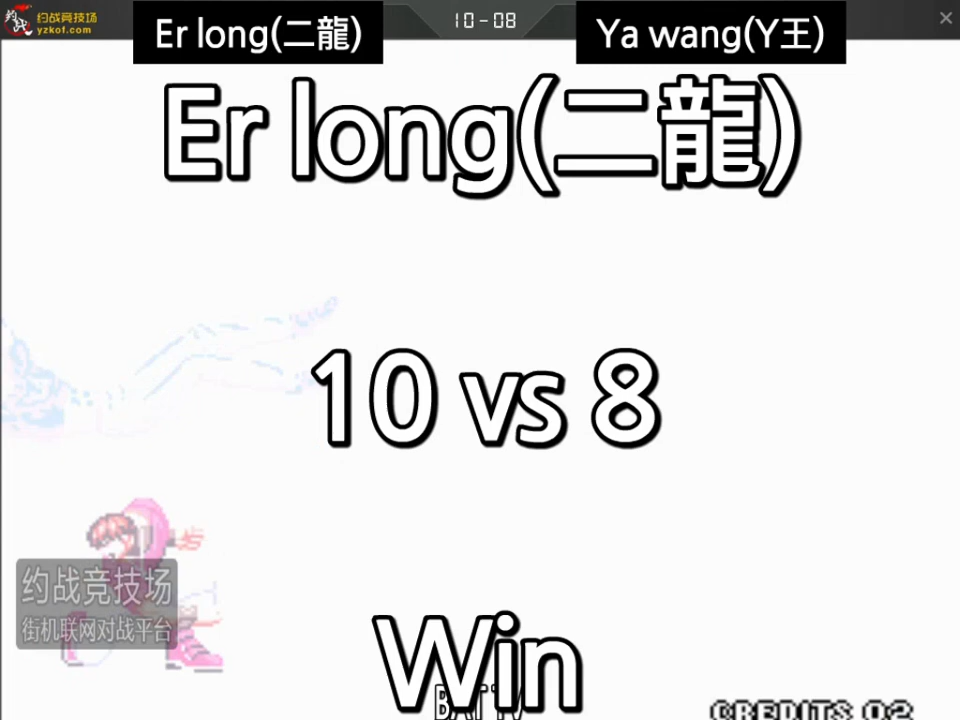 约战竞技场
yzkof.com
Er long(二龍)
10-08
Ya wang(Y王)
Er long(二龍)
10 vs 8
约战竞技场
街机联网对战平台
Win
CREDITS 02